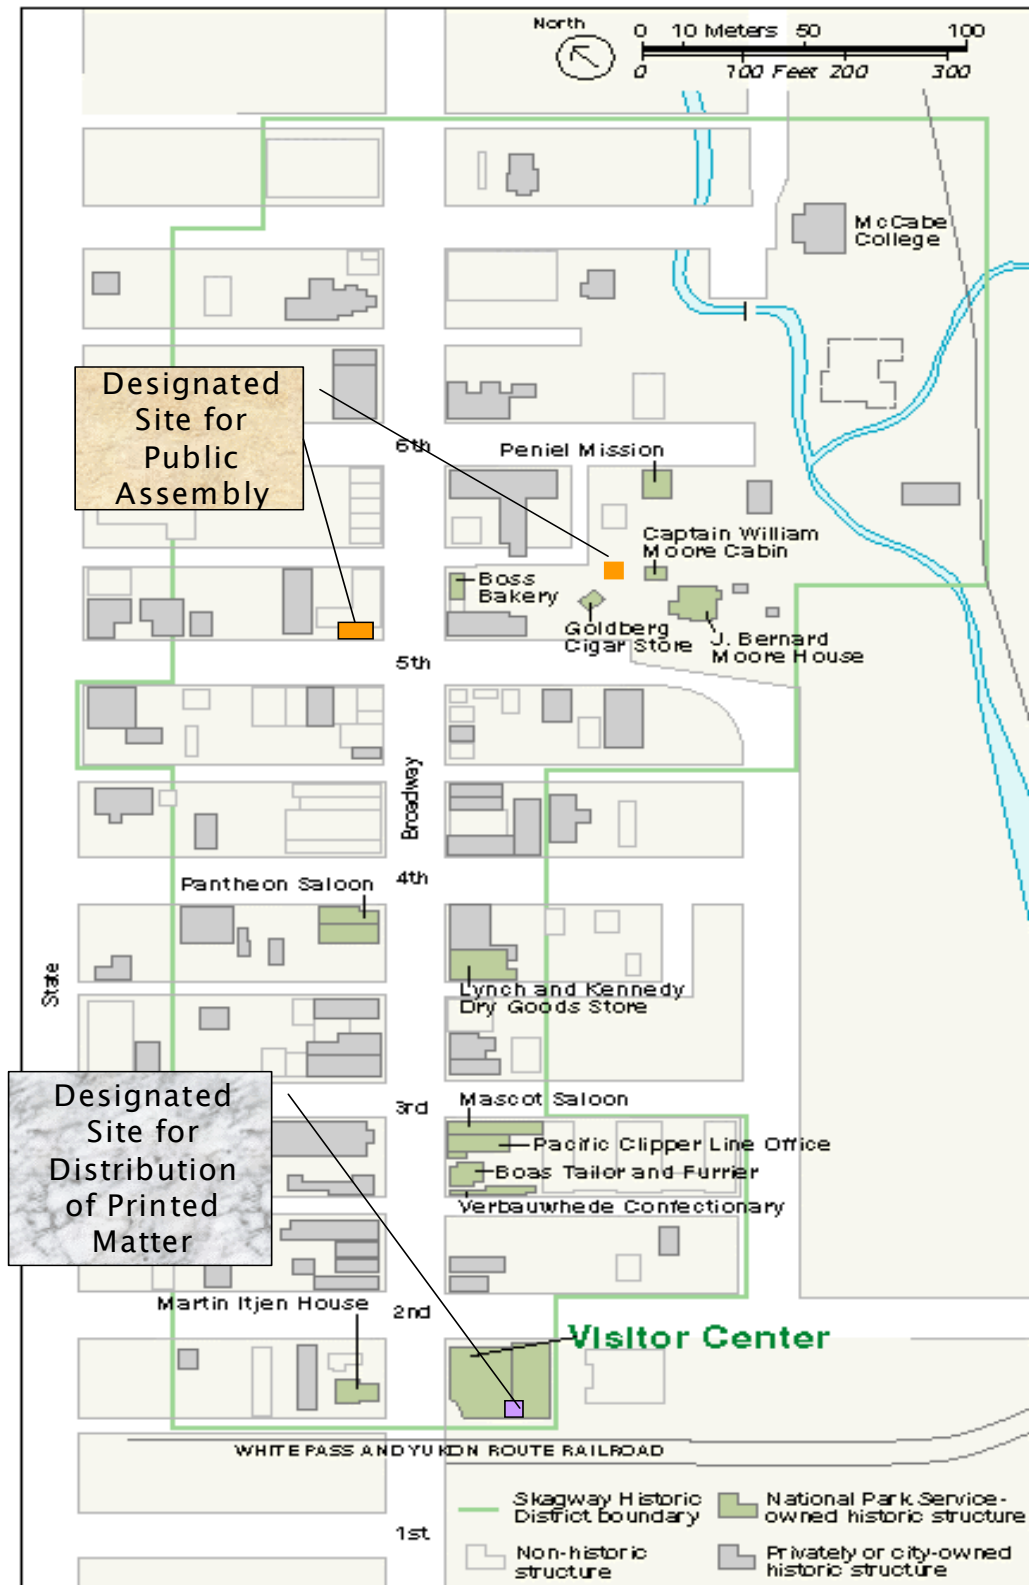 North
0 10 Meters 50 100
0 100 Feet 200 300
McCabe
College
Designated
Site for
Public
Assembly
6th
Peniel Mission
Captain William
Moore Cabin
Boss
Bakery
Goldberg
Cigar Store
J. Bernard
Moore House
5th
Broadway
4th
Pantheon Saloon
State
Lynch and Kennedy
Dry Goods Store
Designated
Site for
Distribution
of Printed
Matter
3rd
Mascot Saloon
Pacific Clipper Line Office
Boas Tailor and Furrier
Verbauwhede Confectionary
Martin Itjen House
2nd
Visitor Center
WHITE PASS AND YUKON ROUTE RAILROAD
1st
Skagway Historic
District Boundary
National Park Service-
owned historic structure
Non-historic
structure
Privately or city-owned
historic structure